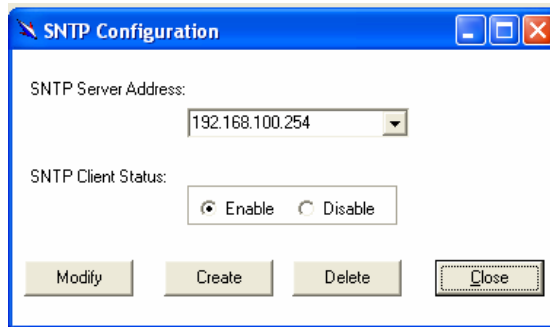 SNTP Configuration
SNTP Server Address:
192.168.100.254
SNTP Client Status:
Enable Disable
Modify Create Delete Close